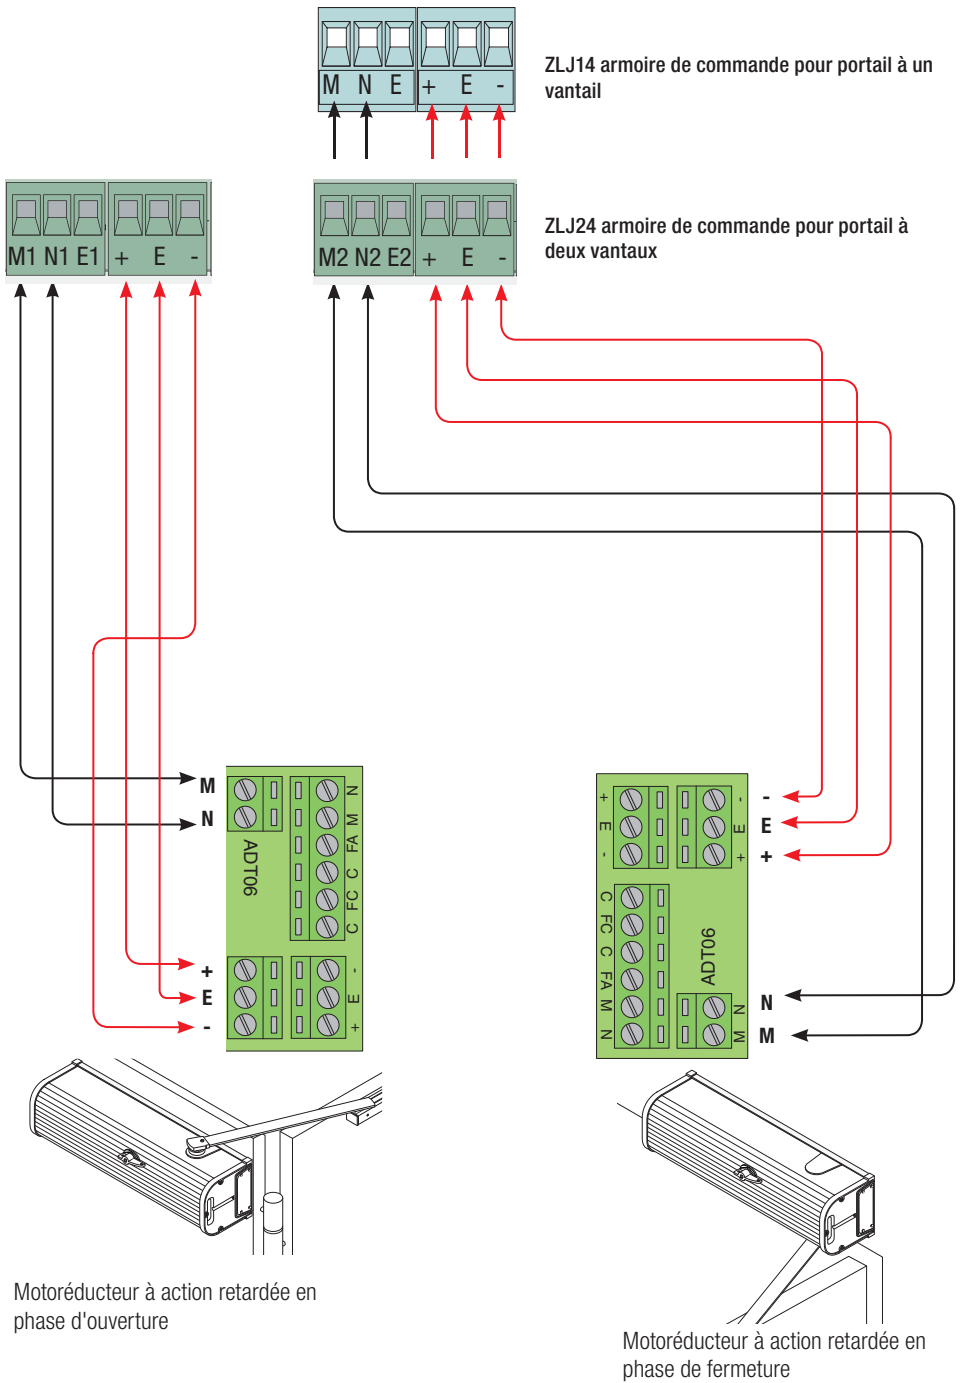 M N E + E -
ZLJ14 armoire de commande pour portail à un
vantail
M1 N1 E1 + E -
M2 N2 E2 + E -
ZLJ24 armoire de commande pour portail à
deux vantaux
M
N
ADT06
N
M
FA
C
FC
C
+
E
-
-
E
+
+
E
-
-
E
+
-
E
+
C
FC
C
FA
M
N
ADT06
N
M
N
M
Motoréducteur à action retardée en
phase d'ouverture
Motoréducteur à action retardée en
phase de fermeture